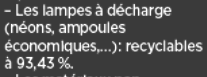 – Les lampes à décharge
(néons, ampoules
économiques,...): recyclables
à 93,43 %.